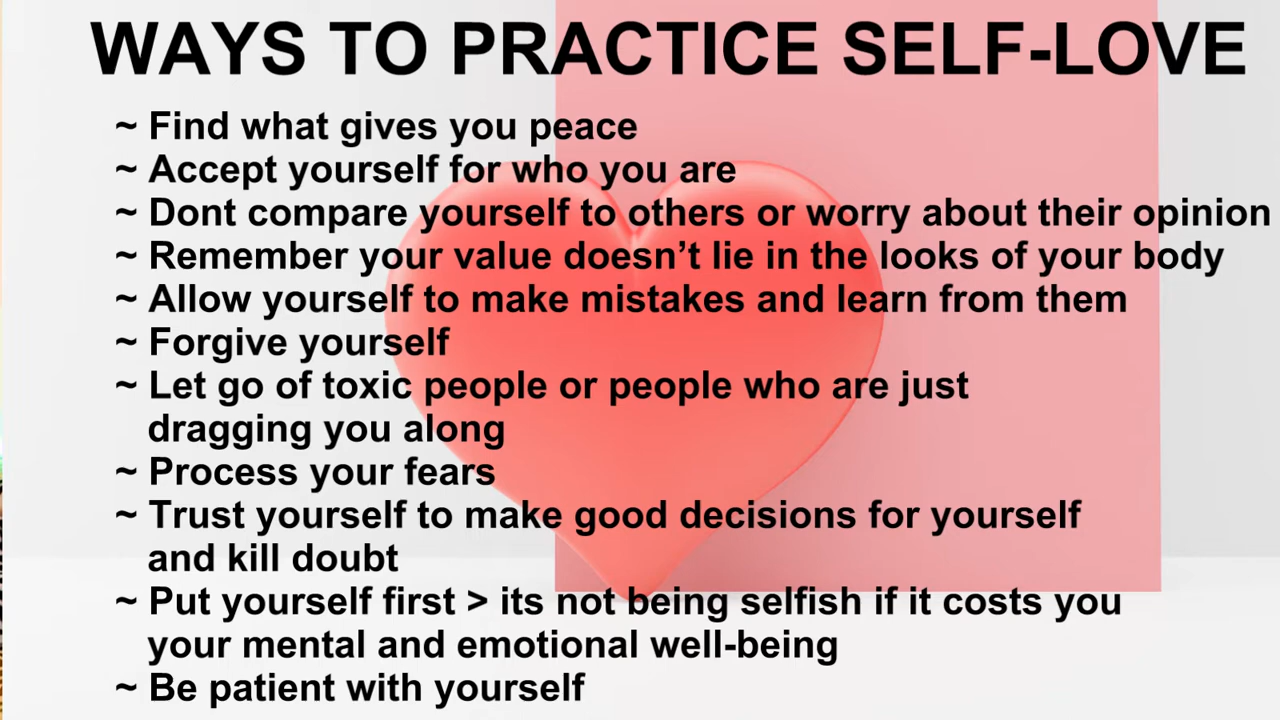 WAYS TO PRACTICE SELF-LOVE
~ Find what gives you peace
~ Accept yourself for who you are
~ Dont compare yourself to others or worry about their opinion
~ Remember your value doesn’t lie in the looks of your body
~ Allow yourself to make mistakes and learn from them
~ Forgive yourself
~ Let go of toxic people or people who are just
dragging you along
~ Process your fears
~ Trust yourself to make good decisions for yourself
and kill doubt
~ Put yourself first > its not being selfish if it costs you
your mental and emotional well-being
~ Be patient with yourself